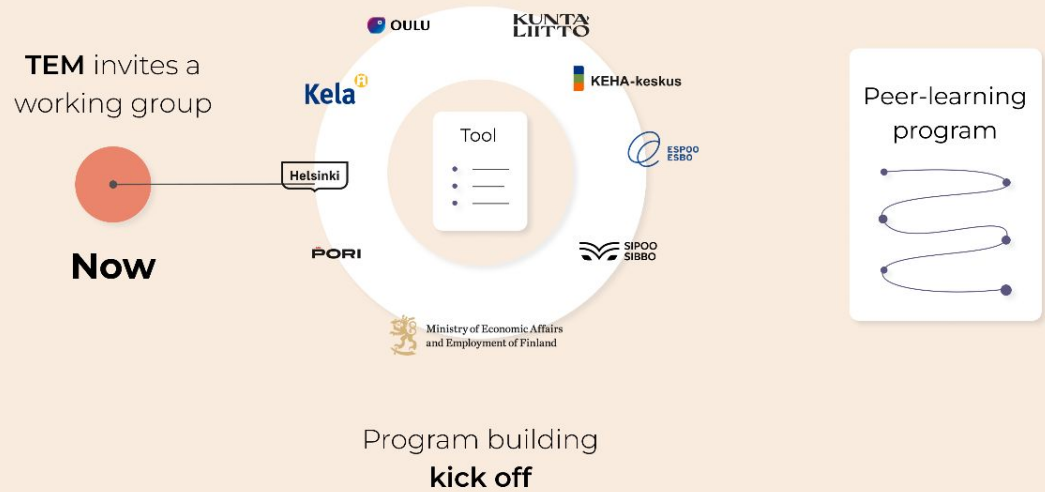 TEM invites a
working group
Now
OULU
KUNTA
LIITTO
Kela
KEHA-keskus
Tool
ESPOO
ESBO
Helsinki
PORI
SIPOO
SIBBO
Ministry of Economic Affairs
and Employment of Finland
Peer-learning
program
Program building
kick off